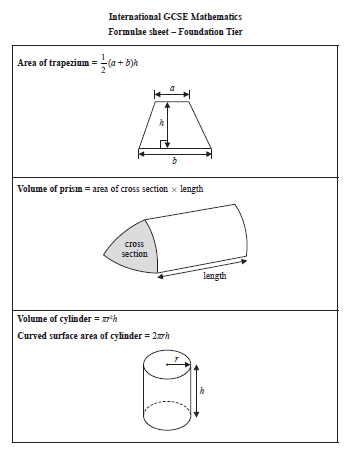 International GCSE Mathematics
Formulae sheet – Foundation Tier
Area of trapezium = 1/2 (a + b)h
a
h
b
Volume of prism = area of cross section × length
cross
section
length
Volume of cylinder = πr²h
Curved surface area of cylinder = 2πrh
r
h